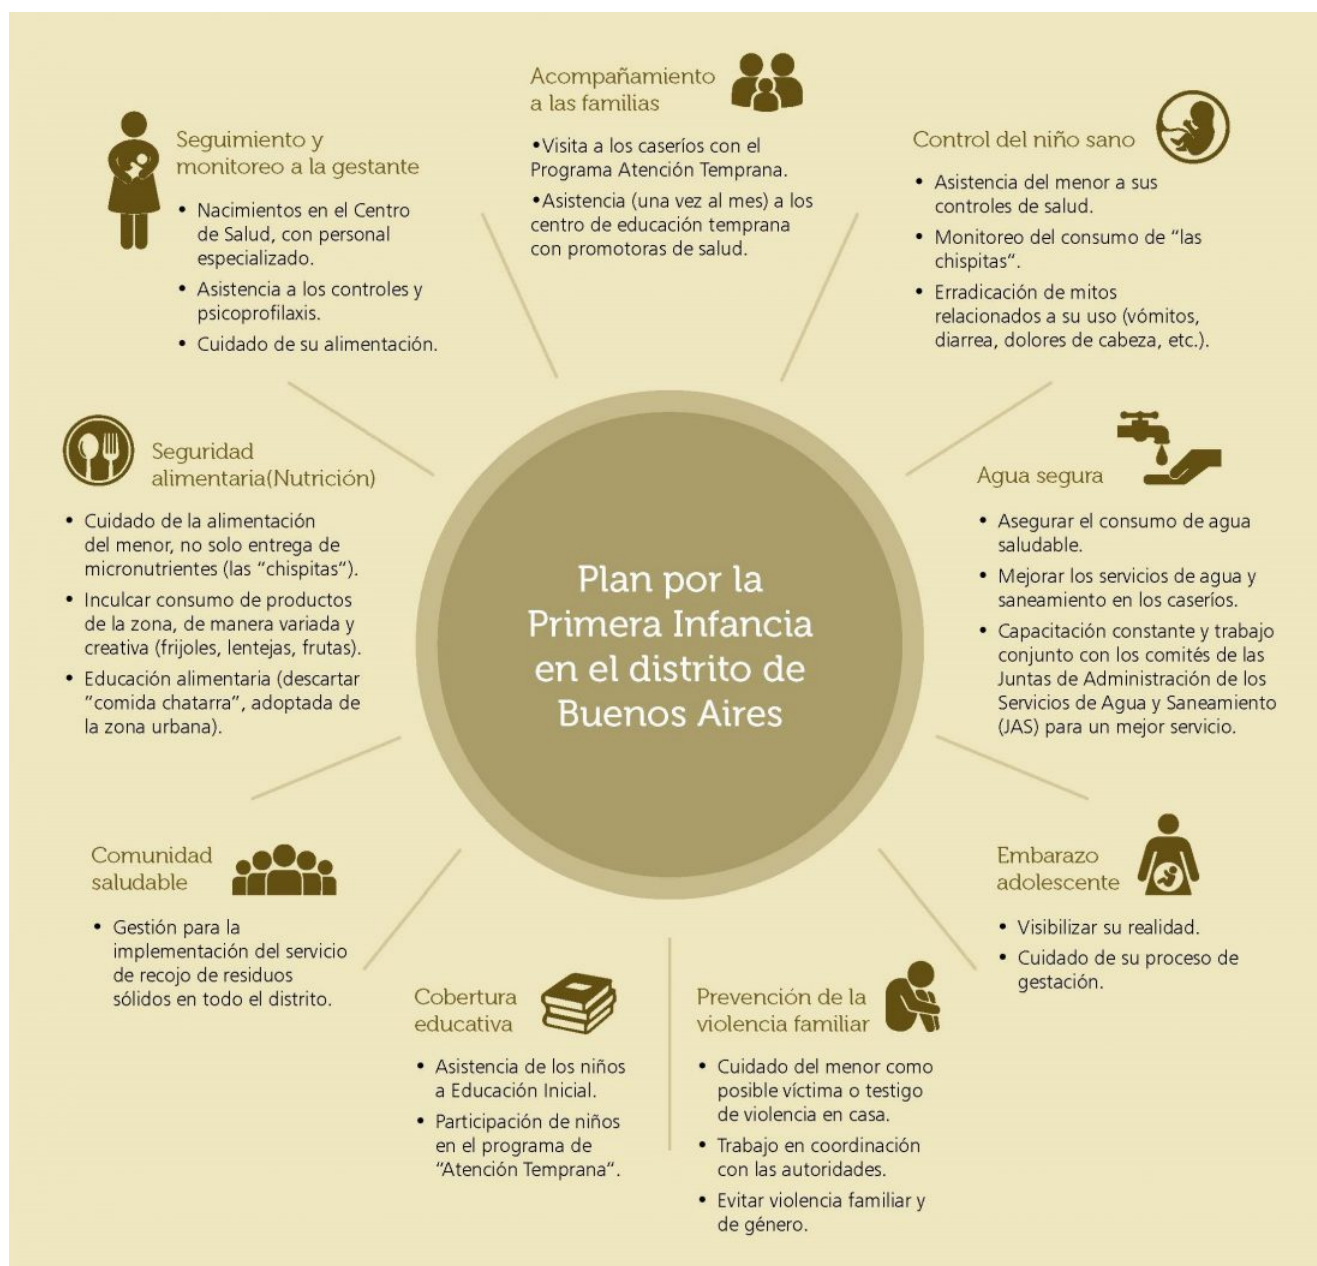 Acompañamiento
a las familias
•Visita a los caseríos con el
Programa Atención Temprana.
•Asistencia (una vez al mes) a los
centro de educación temprana
con promotoras de salud.
Control del niño sano
• Asistencia del menor a sus
controles de salud.
• Monitoreo del consumo de “las
chispitas“.
• Erradicación de mitos
relacionados a su uso (vómitos,
diarrea, dolores de cabeza, etc.).
Agua segura
• Asegurar el consumo de agua
saludable.
• Mejorar los servicios de agua y
saneamiento en los caseríos.
• Capacitación constante y trabajo
conjunto con los comités de las
Juntas de Administración de los
Servicios de Agua y Saneamiento
(JAS) para un mejor servicio.
Embarazo
adolescente
• Visibilizar su realidad.
• Cuidado de su proceso de
gestación.
Prevención de la
violencia familiar
• Cuidado del menor como
posible víctima o testigo
de violencia en casa.
• Trabajo en coordinación
con las autoridades.
• Evitar violencia familiar y
de género.
Cobertura
educativa
• Asistencia de los niños
a Educación Inicial.
• Participación de niños
en el programa de
“Atención Temprana“.
Comunidad
saludable
• Gestión para la
implementación del servicio
de recojo de residuos
sólidos en todo el distrito.
Seguridad
alimentaria(Nutrición)
• Cuidado de la alimentación
del menor, no solo entrega de
micronutrientes (las “chispitas“).
• Inculcar consumo de productos
de la zona, de manera variada y
creativa (frijoles, lentejas, frutas).
• Educación alimentaria (descartar
“comida chatarra“, adoptada de
la zona urbana).
Seguimiento y
monitoreo a la gestante
• Nacimientos en el Centro
de Salud, con personal
especializado.
• Asistencia a los controles y
psicoprofilaxis.
• Cuidado de su alimentación.
Plan por la
Primera Infancia
en el distrito de
Buenos Aires